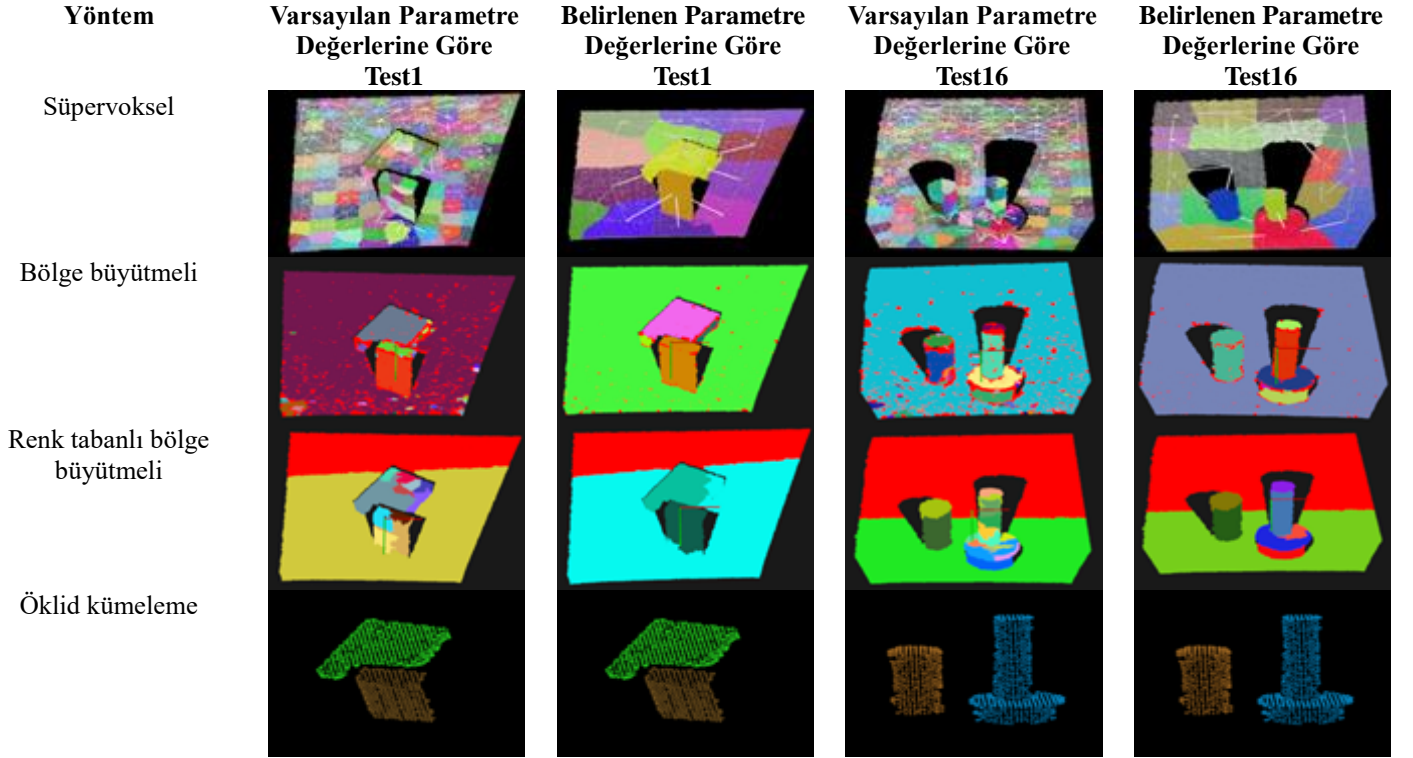 Yöntem
Varsayılan Parametre
Değerlerine Göre
Test1
Belirlenen Parametre
Değerlerine Göre
Test1
Varsayılan Parametre
Değerlerine Göre
Test16
Belirlenen Parametre
Değerlerine Göre
Test16
Süpervoksel
Bölge büyütmeli
Renk tabanlı bölge
büyütmeli
Öklid kümeleme